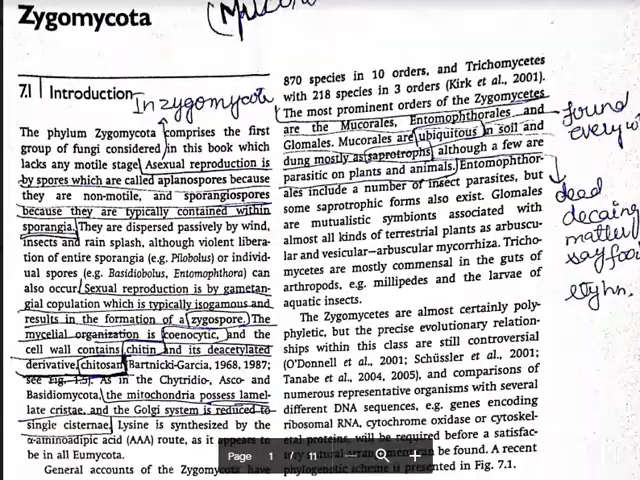 Zygomycota
7.1 Introduction
In zygomycota
The phylum Zygomycota comprises the first
group of fungi considered in this book which
lacks any motile stage. Asexual reproduction is
by spores which are called aplanospores because
they are non-motile, and sporangiospores
because they are typically contained within
sporangia. They are dispersed passively by wind,
insects and rain splash, although violent libera-
tion of entire sporangia (e.g. Pilobolus) or individ-
ual spores (e.g. Basidiobolus, Entomophthora) can
also occur. Sexual reproduction is by gametan-
gial copulation which is typically isogamous and
results in the formation of a zygospore. The
mycelial organization is coenocytic, and the
cell wall contains chitin and its deacetylated
derivative, chitosan (Bartnicki-Garcia, 1968, 1987;
see Fig. 1.5). As in the Chytridio-, Asco- and
Basidiomycota, the mitochondria possess lamel-
late cristae, and the Golgi system is reduced to
single cisternae. Lysine is synthesized by the
α-aminoadipic (AAA) route, as it appears to
be in all Eumycota.
General accounts of the Zygomycota have
870 species in 10 orders, and Trichomycetes
with 218 species in 3 orders (Kirk et al., 2001).
The most prominent orders of the Zygomycetes
are the Mucorales, Entomophthorales and
Glomales. Mucorales are ubiquitous in soil and
dung mostly as saprotrophs, although a few are
parasitic on plants and animals. Entomophthor-
ales include a number of insect parasites, but
some saprotrophic forms also exist. Glomales
are mutualistic symbionts associated with
almost all kinds of terrestrial plants as arbuscu-
lar and vesicular–arbuscular mycorrhiza. Tricho-
mycetes are mostly commensal in the guts of
arthropods, e.g. millipedes and the larvae of
aquatic insects.
The Zygomycetes are almost certainly poly-
phyletic, but the precise evolutionary relation-
ships within this class are still controversial
(O'Donnell et al., 2001; Schüssler et al., 2001;
Tanabe et al., 2004, 2005), and comparisons of
numerous representative organisms with several
different DNA sequences, e.g. genes encoding
ribosomal RNA, cytochrome oxidase or cytoskel-
etal proteins, will be required before a satisfac-
can be found. A recent
phylogenetic scheme is presented in Fig. 7.1.
found
dead
decaing
matter
Page 1 / 11 — +